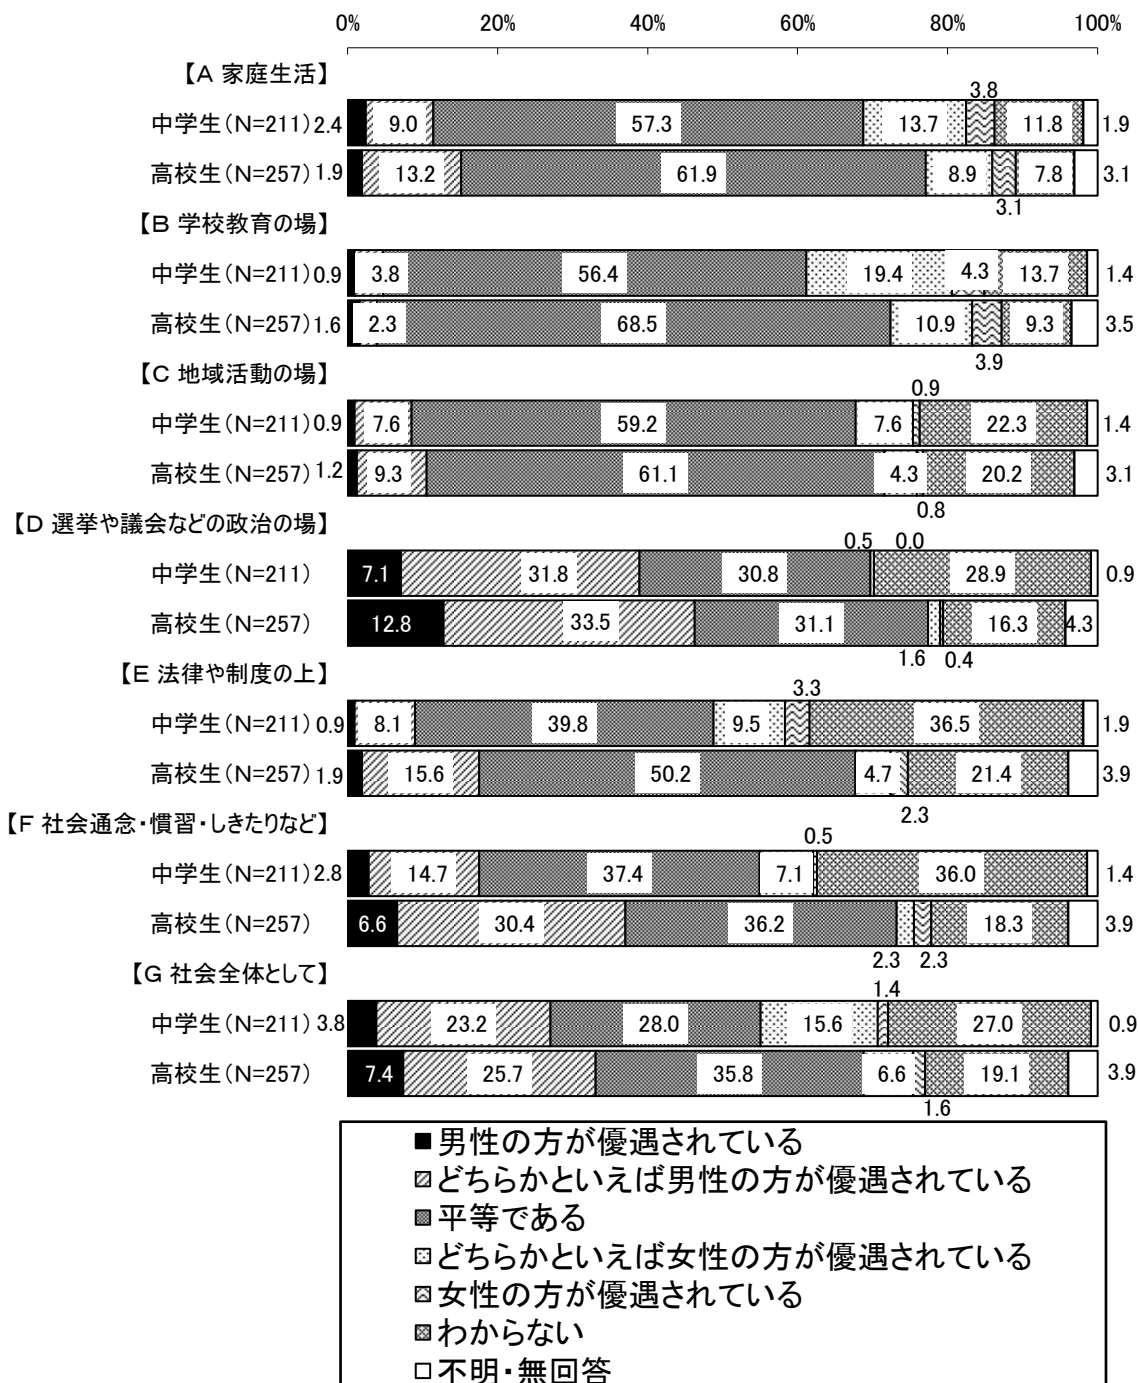 0% 20% 40% 60% 80% 100%
【A 家庭生活】
3.8
中学生(N=211) 2.4 9.0 57.3 13.7 11.8 1.9
高校生(N=257) 1.9 13.2 61.9 8.9 7.8 3.1
3.1
【B 学校教育の場】
中学生(N=211) 0.9 3.8 56.4 19.4 4.3 13.7 1.4
高校生(N=257) 1.6 2.3 68.5 10.9 9.3 3.5
3.9
【C 地域活動の場】
0.9
中学生(N=211) 0.9 7.6 59.2 7.6 22.3 1.4
高校生(N=257) 1.2 9.3 61.1 4.3 20.2 3.1
0.8
【D 選挙や議会などの政治の場】
0.5 0.0
中学生(N=211) 7.1 31.8 30.8 28.9 0.9
高校生(N=257) 12.8 33.5 31.1 16.3 4.3
1.6 0.4
【E 法律や制度の上】
3.3
中学生(N=211) 0.9 8.1 39.8 9.5 36.5 1.9
高校生(N=257) 1.9 15.6 50.2 4.7 21.4 3.9
2.3
【F 社会通念・慣習・しきたりなど】
0.5
中学生(N=211) 2.8 14.7 37.4 7.1 36.0 1.4
高校生(N=257) 6.6 30.4 36.2 18.3 3.9
2.3 2.3
【G 社会全体として】
1.4
中学生(N=211) 3.8 23.2 28.0 15.6 27.0 0.9
高校生(N=257) 7.4 25.7 35.8 6.6 19.1 3.9
1.6
男性の方が優遇されている
どちらかといえば男性の方が優遇されている
平等である
どちらかといえば女性の方が優遇されている
女性の方が優遇されている
わからない
不明・無回答